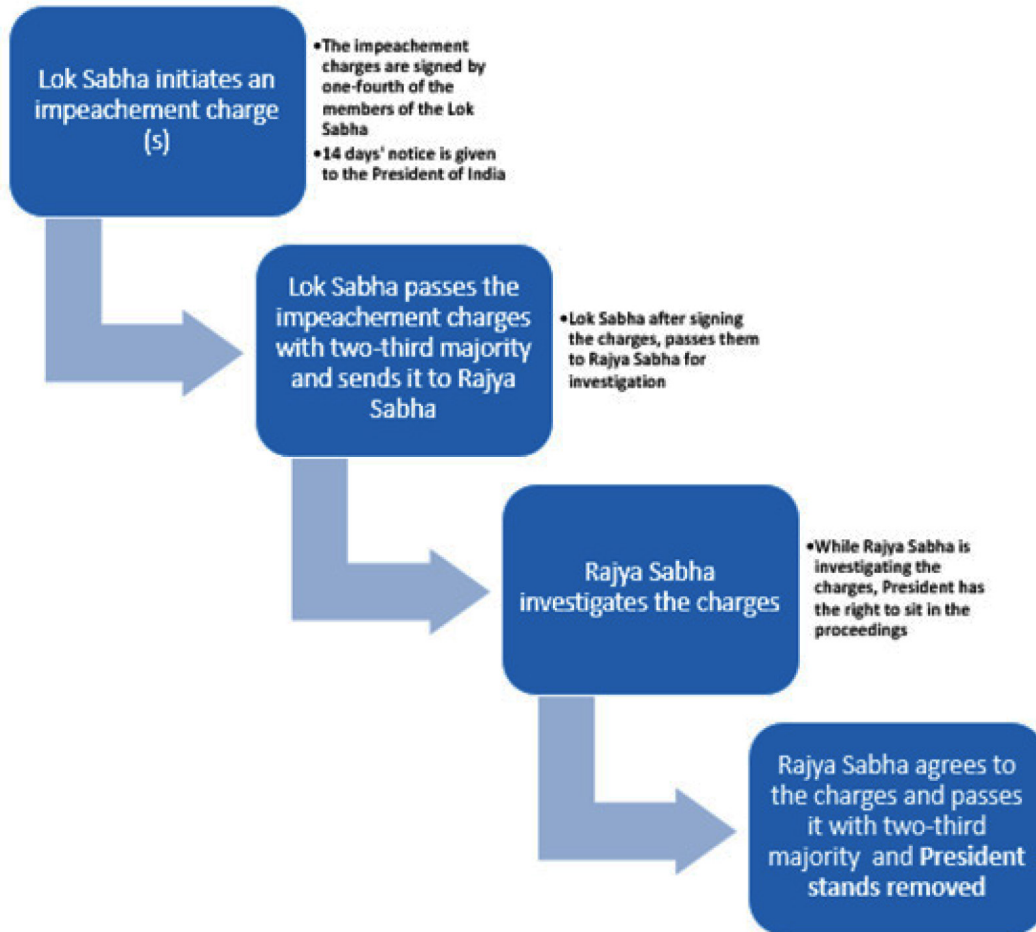 Lok Sabha initiates an
impeachement charge
(s)
•The impeachement
charges are signed by
one-fourth of the
members of the Lok
Sabha
•14 days' notice is given
to the President of India
Lok Sabha passes the
impeachement charges
with two-third majority
and sends it to Rajya
Sabha
•Lok Sabha after signing
the charges, passes them
to Rajya Sabha for
investigation
Rajya Sabha
investigates the charges
•While Rajya Sabha is
investigating the
charges, President has
the right to sit in the
proceedings
Rajya Sabha agrees to
the charges and passes
it with two-third
majority and President
stands removed